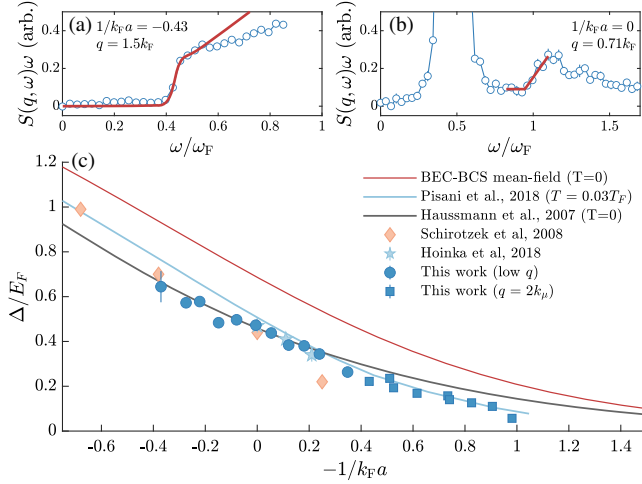 (a) 1/k_F a = −0.43
q = 1.5k_F
S(q, ω)ω (arb.)
0.4
0.2
0
0 0.2 0.4 0.6 0.8 1
ω/ω_F
(b) 1/k_F a = 0
q = 0.71k_F
S(q, ω)ω (arb.)
0.4
0.2
0
0 0.5 1 1.5
ω/ω_F
(c)
BEC-BCS mean-field (T=0)
Pisani et al., 2018 (T = 0.03T_F)
Haussmann et al., 2007 (T=0)
Schirotzek et al, 2008
Hoinka et al, 2018
This work (low q)
This work (q = 2k_μ)
Δ/E_F
1.2
1
0.8
0.6
0.4
0.2
0
-0.6 -0.4 -0.2 0 0.2 0.4 0.6 0.8 1 1.2 1.4
−1/k_F a